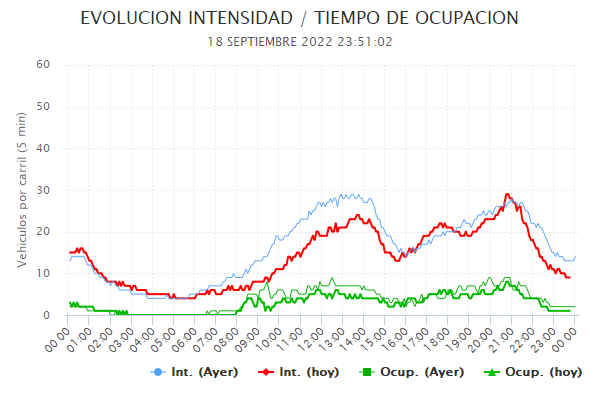 EVOLUCION INTENSIDAD / TIEMPO DE OCUPACION
18 SEPTIEMBRE 2022 23:51:02
Vehiculos por carril (5 min)
60
50
40
30
20
10
0
00:00 01:00 02:00 03:00 04:00 05:00 06:00 07:00 08:00 09:00 10:00 11:00 12:00 13:00 14:00 15:00 16:00 17:00 18:00 19:00 20:00 21:00 22:00 23:00 00:00
Int. (Ayer) Int. (hoy) Ocup. (Ayer) Ocup. (hoy)